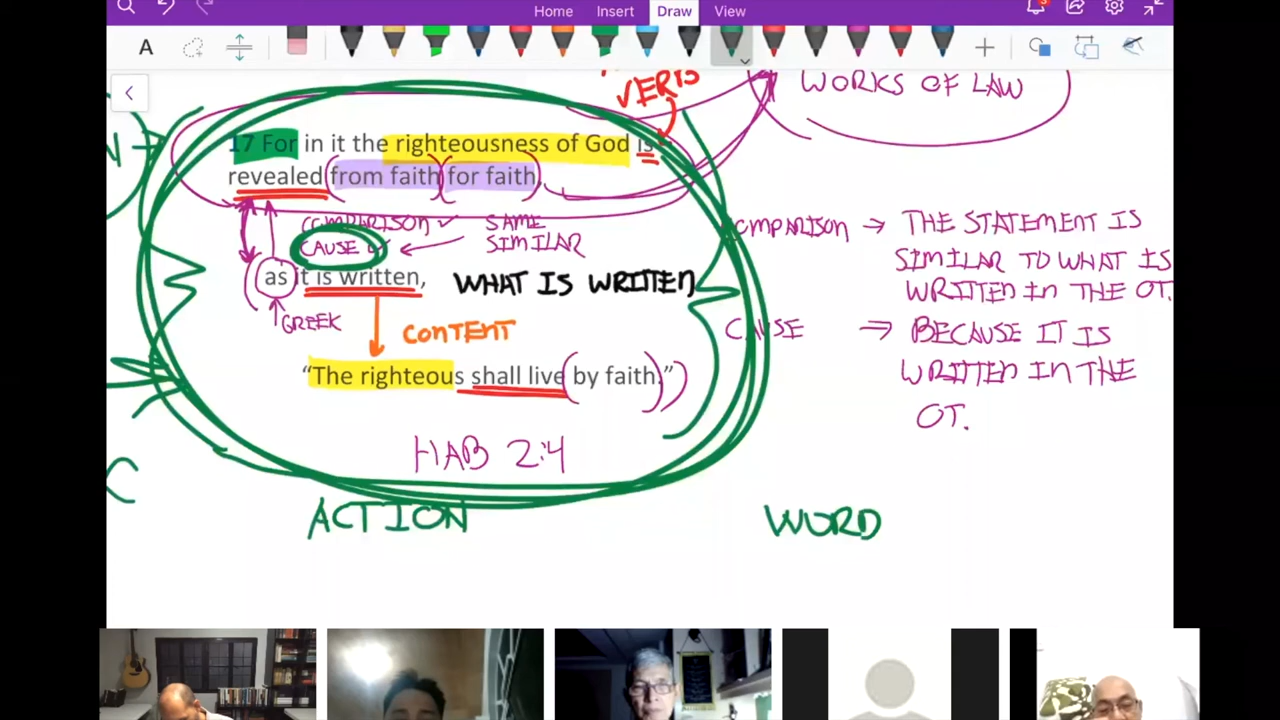 Home Insert Draw View
A
VERB
WORKS OF LAW
17 For in it the righteousness of God is
revealed from faith for faith,
COMPARISON ✓ SAME
CAUSE ✓ SIMILAR
as it is written, WHAT IS WRITTEN
GREEK
CONTENT
“The righteous shall live by faith.”
HAB 2:4
COMPARISON → THE STATEMENT IS
SIMILAR TO WHAT IS
WRITTEN IN THE OT.
CAUSE ⇒ BECAUSE IT IS
WRITTEN IN THE
OT.
ACTION WORD